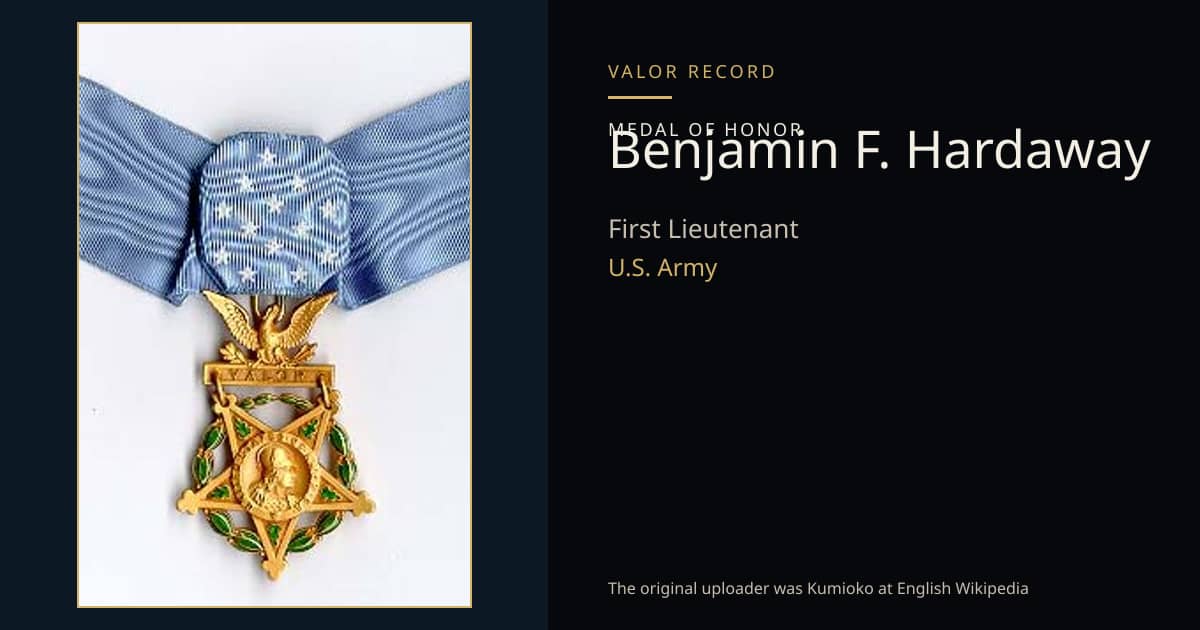 VALOR RECORD
MEDAL OF HONOR
Benjamin F. Hardaway
First Lieutenant
U.S. Army
VALOR
The original uploader was Kumioko at English Wikipedia